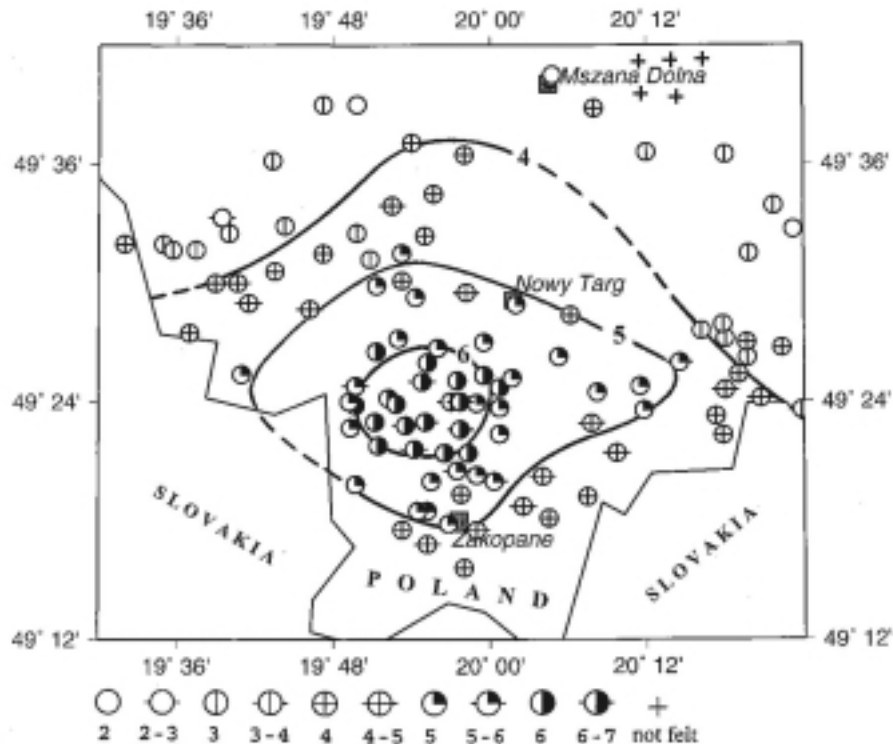 19° 36' 19° 48' 20° 00' 20° 12'
Mszana Dolna
4
49° 36' 49° 36'
Nowy Targ
5
6
49° 24' 49° 24'
SLOVAKIA
Zakopane
POLAND
SLOVAKIA
49° 12' 49° 12'
19° 36' 19° 48' 20° 00' 20° 12'
2 2-3 3 3-4 4 4-5 5 5-6 6 6-7 not felt